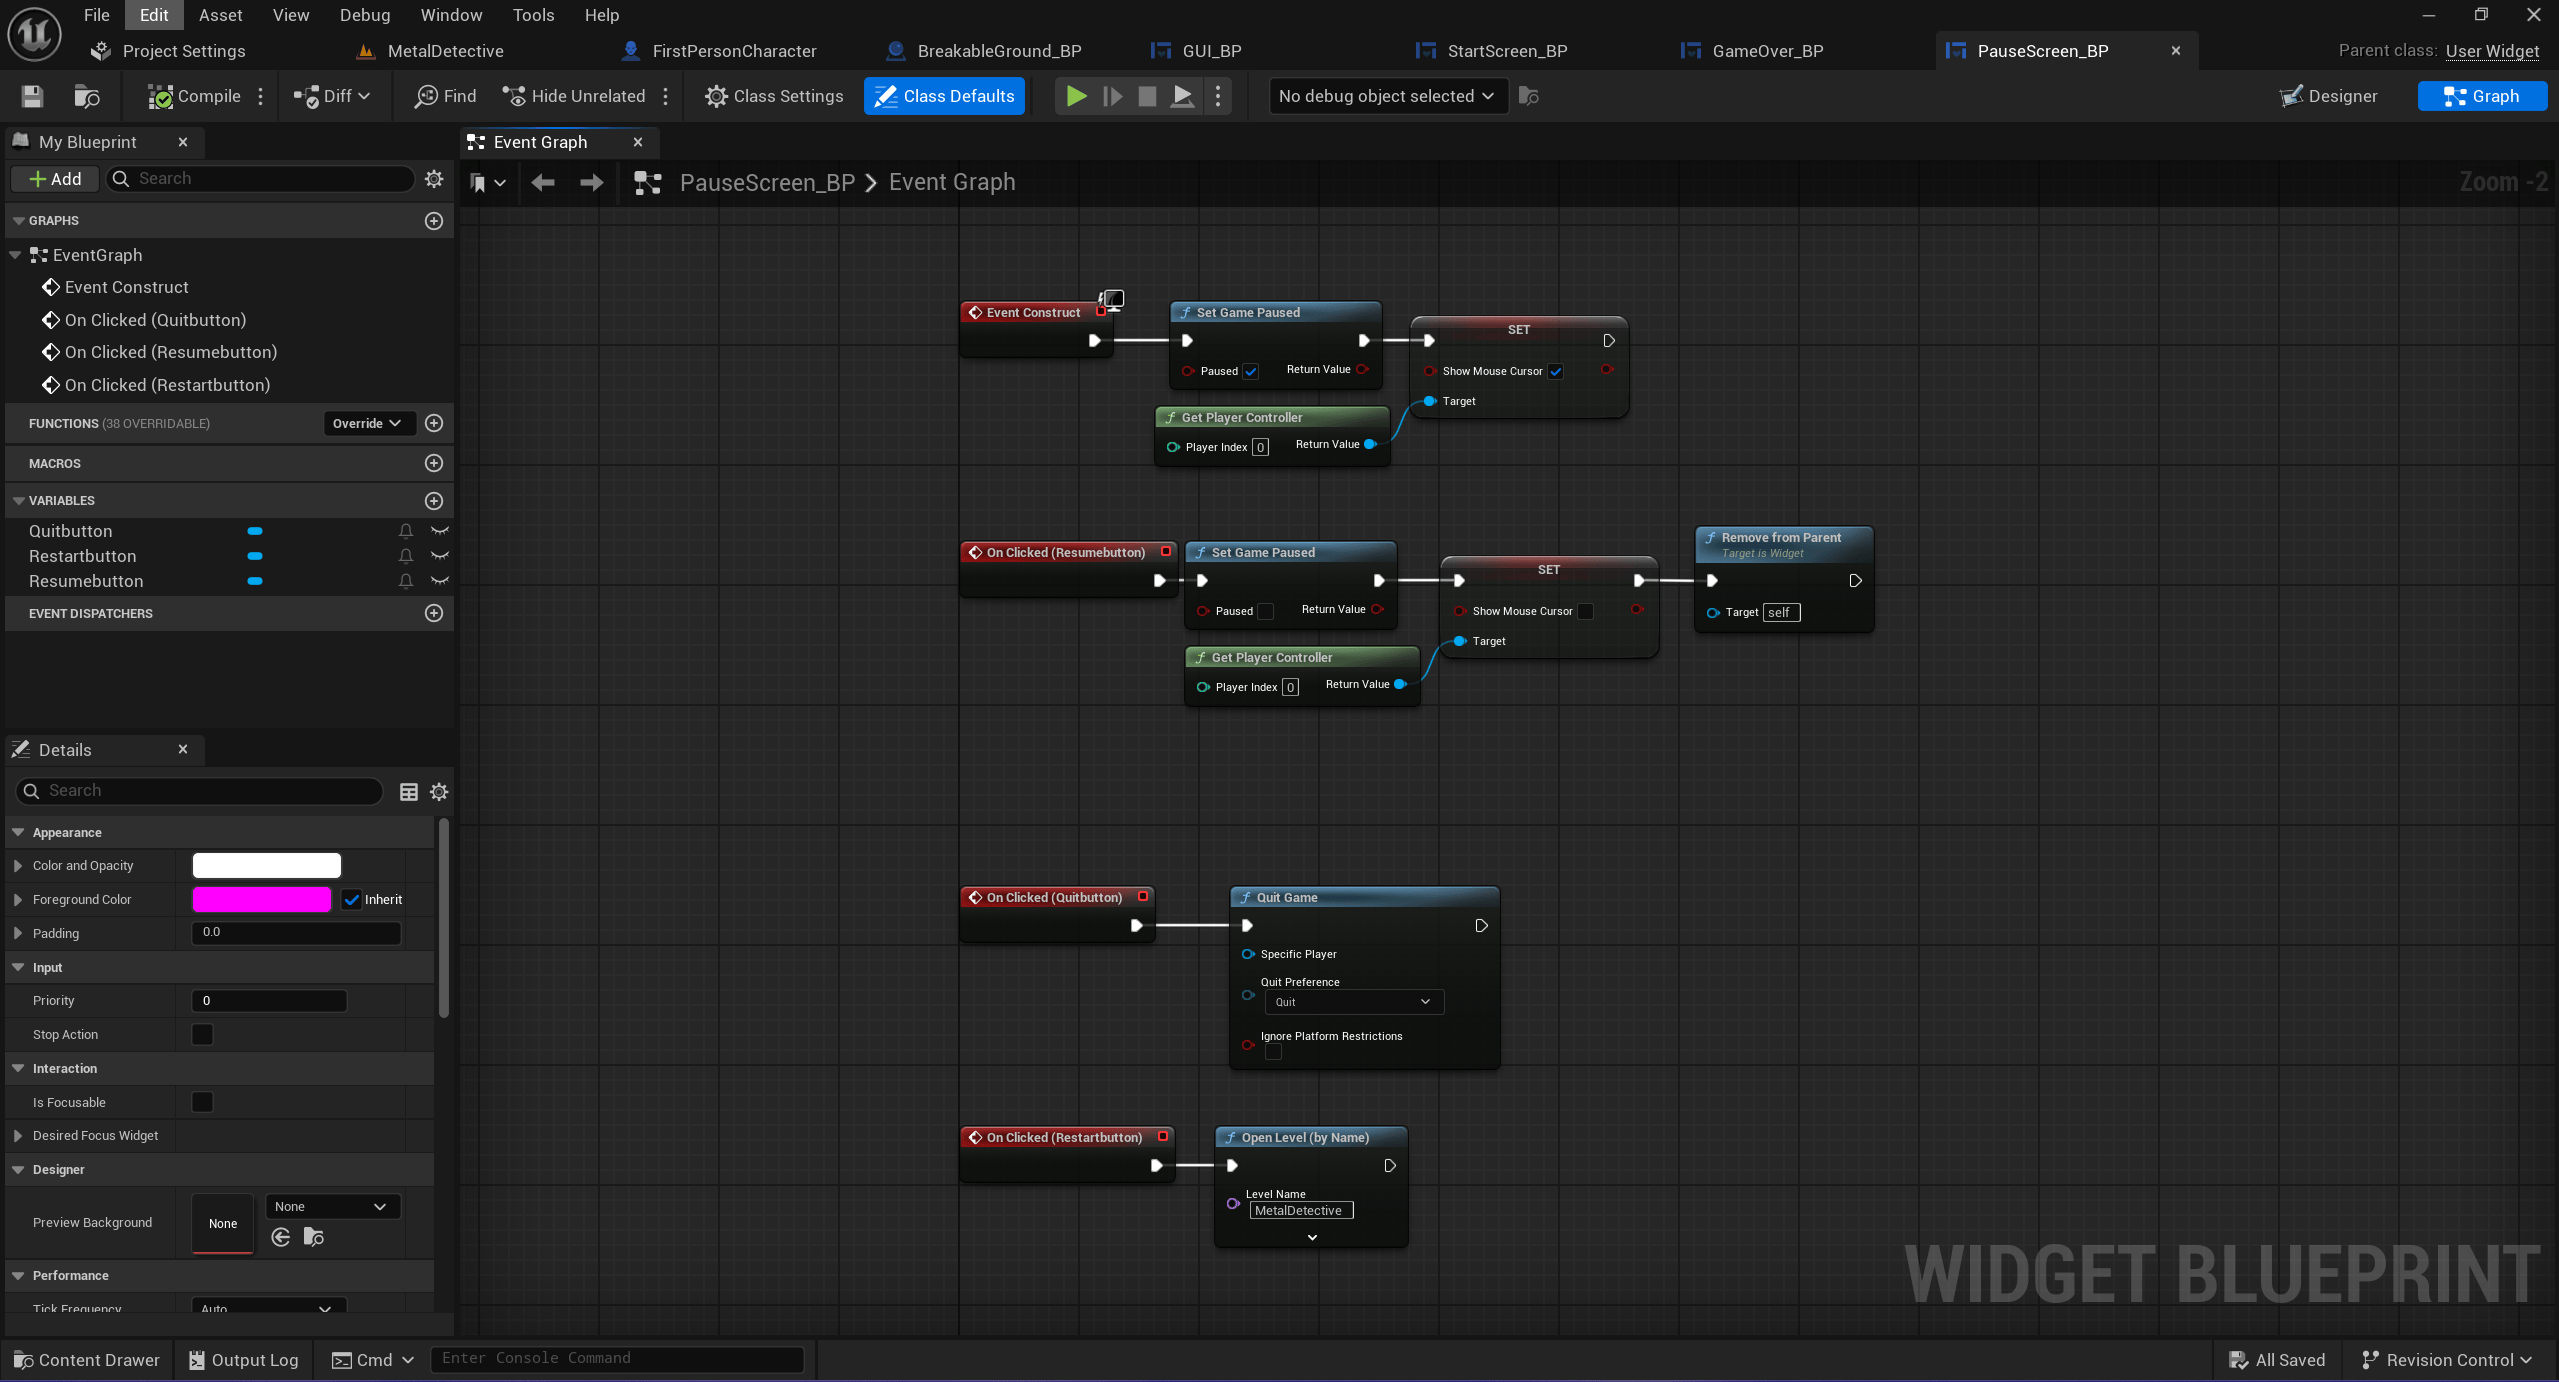 File Edit Asset View Debug Window Tools Help
Project Settings MetalDetective FirstPersonCharacter BreakableGround_BP GUI_BP StartScreen_BP GameOver_BP PauseScreen_BP Parent class: User Widget
Compile Diff Find Hide Unrelated Class Settings Class Defaults No debug object selected Designer Graph
My Blueprint
Add Search
GRAPHS
EventGraph
Event Construct
On Clicked (Quitbutton)
On Clicked (Resumebutton)
On Clicked (Restartbutton)
FUNCTIONS (38 OVERRIDABLE) Override
MACROS
VARIABLES
Quitbutton
Restartbutton
Resumebutton
EVENT DISPATCHERS
Details
Search
Appearance
Color and Opacity
Foreground Color Inherit
Padding 0.0
Input
Priority 0
Stop Action
Interaction
Is Focusable
Desired Focus Widget
Designer
Preview Background None None
Performance
Tick Frequency Auto
Event Graph
PauseScreen_BP Event Graph Zoom -2
Event Construct
Set Game Paused
Paused Return Value
SET
Show Mouse Cursor
Target
Get Player Controller
Player Index 0 Return Value
On Clicked (Resumebutton)
Set Game Paused
Paused Return Value
SET
Show Mouse Cursor
Target
Remove from Parent
Target is Widget
Target self
Get Player Controller
Player Index 0 Return Value
On Clicked (Quitbutton)
Quit Game
Specific Player
Quit Preference
Quit
Ignore Platform Restrictions
On Clicked (Restartbutton)
Open Level (by Name)
Level Name
MetalDetective
WIDGET BLUEPRINT
Content Drawer Output Log Cmd Enter Console Command All Saved Revision Control